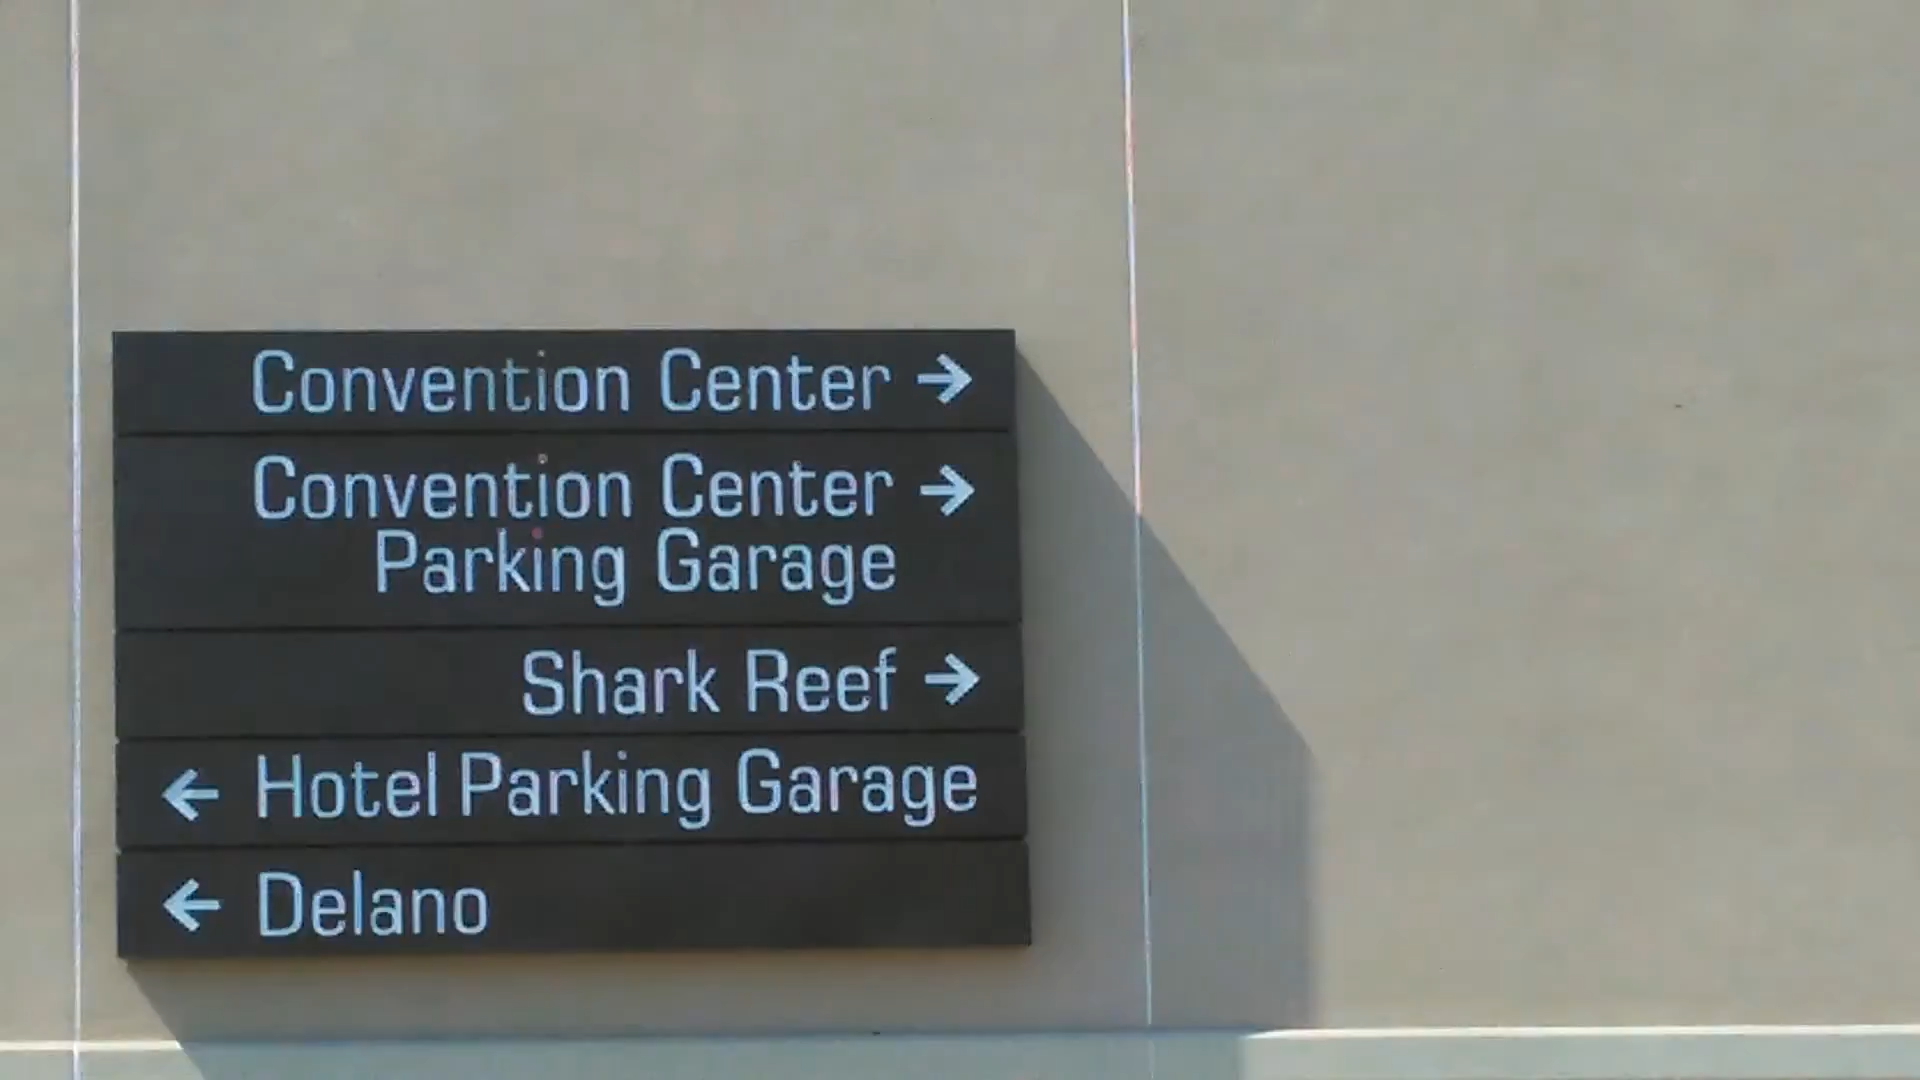 Convention Center →
Convention Center →
Parking Garage
Shark Reef →
← Hotel Parking Garage
← Delano